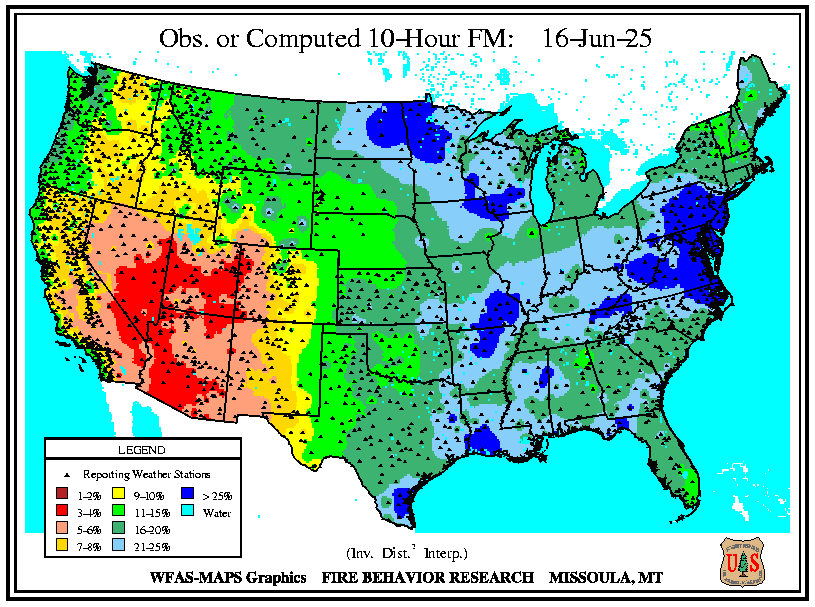 Obs. or Computed 10-Hour FM: 16-Jun-25
LEGEND
Reporting Weather Stations
1-2% 9-10% > 25%
3-4% 11-15% Water
5-6% 16-20%
7-8% 21-25%
(Inv. Dist.² Interp.)
WFAS-MAPS Graphics FIRE BEHAVIOR RESEARCH MISSOULA, MT
U S